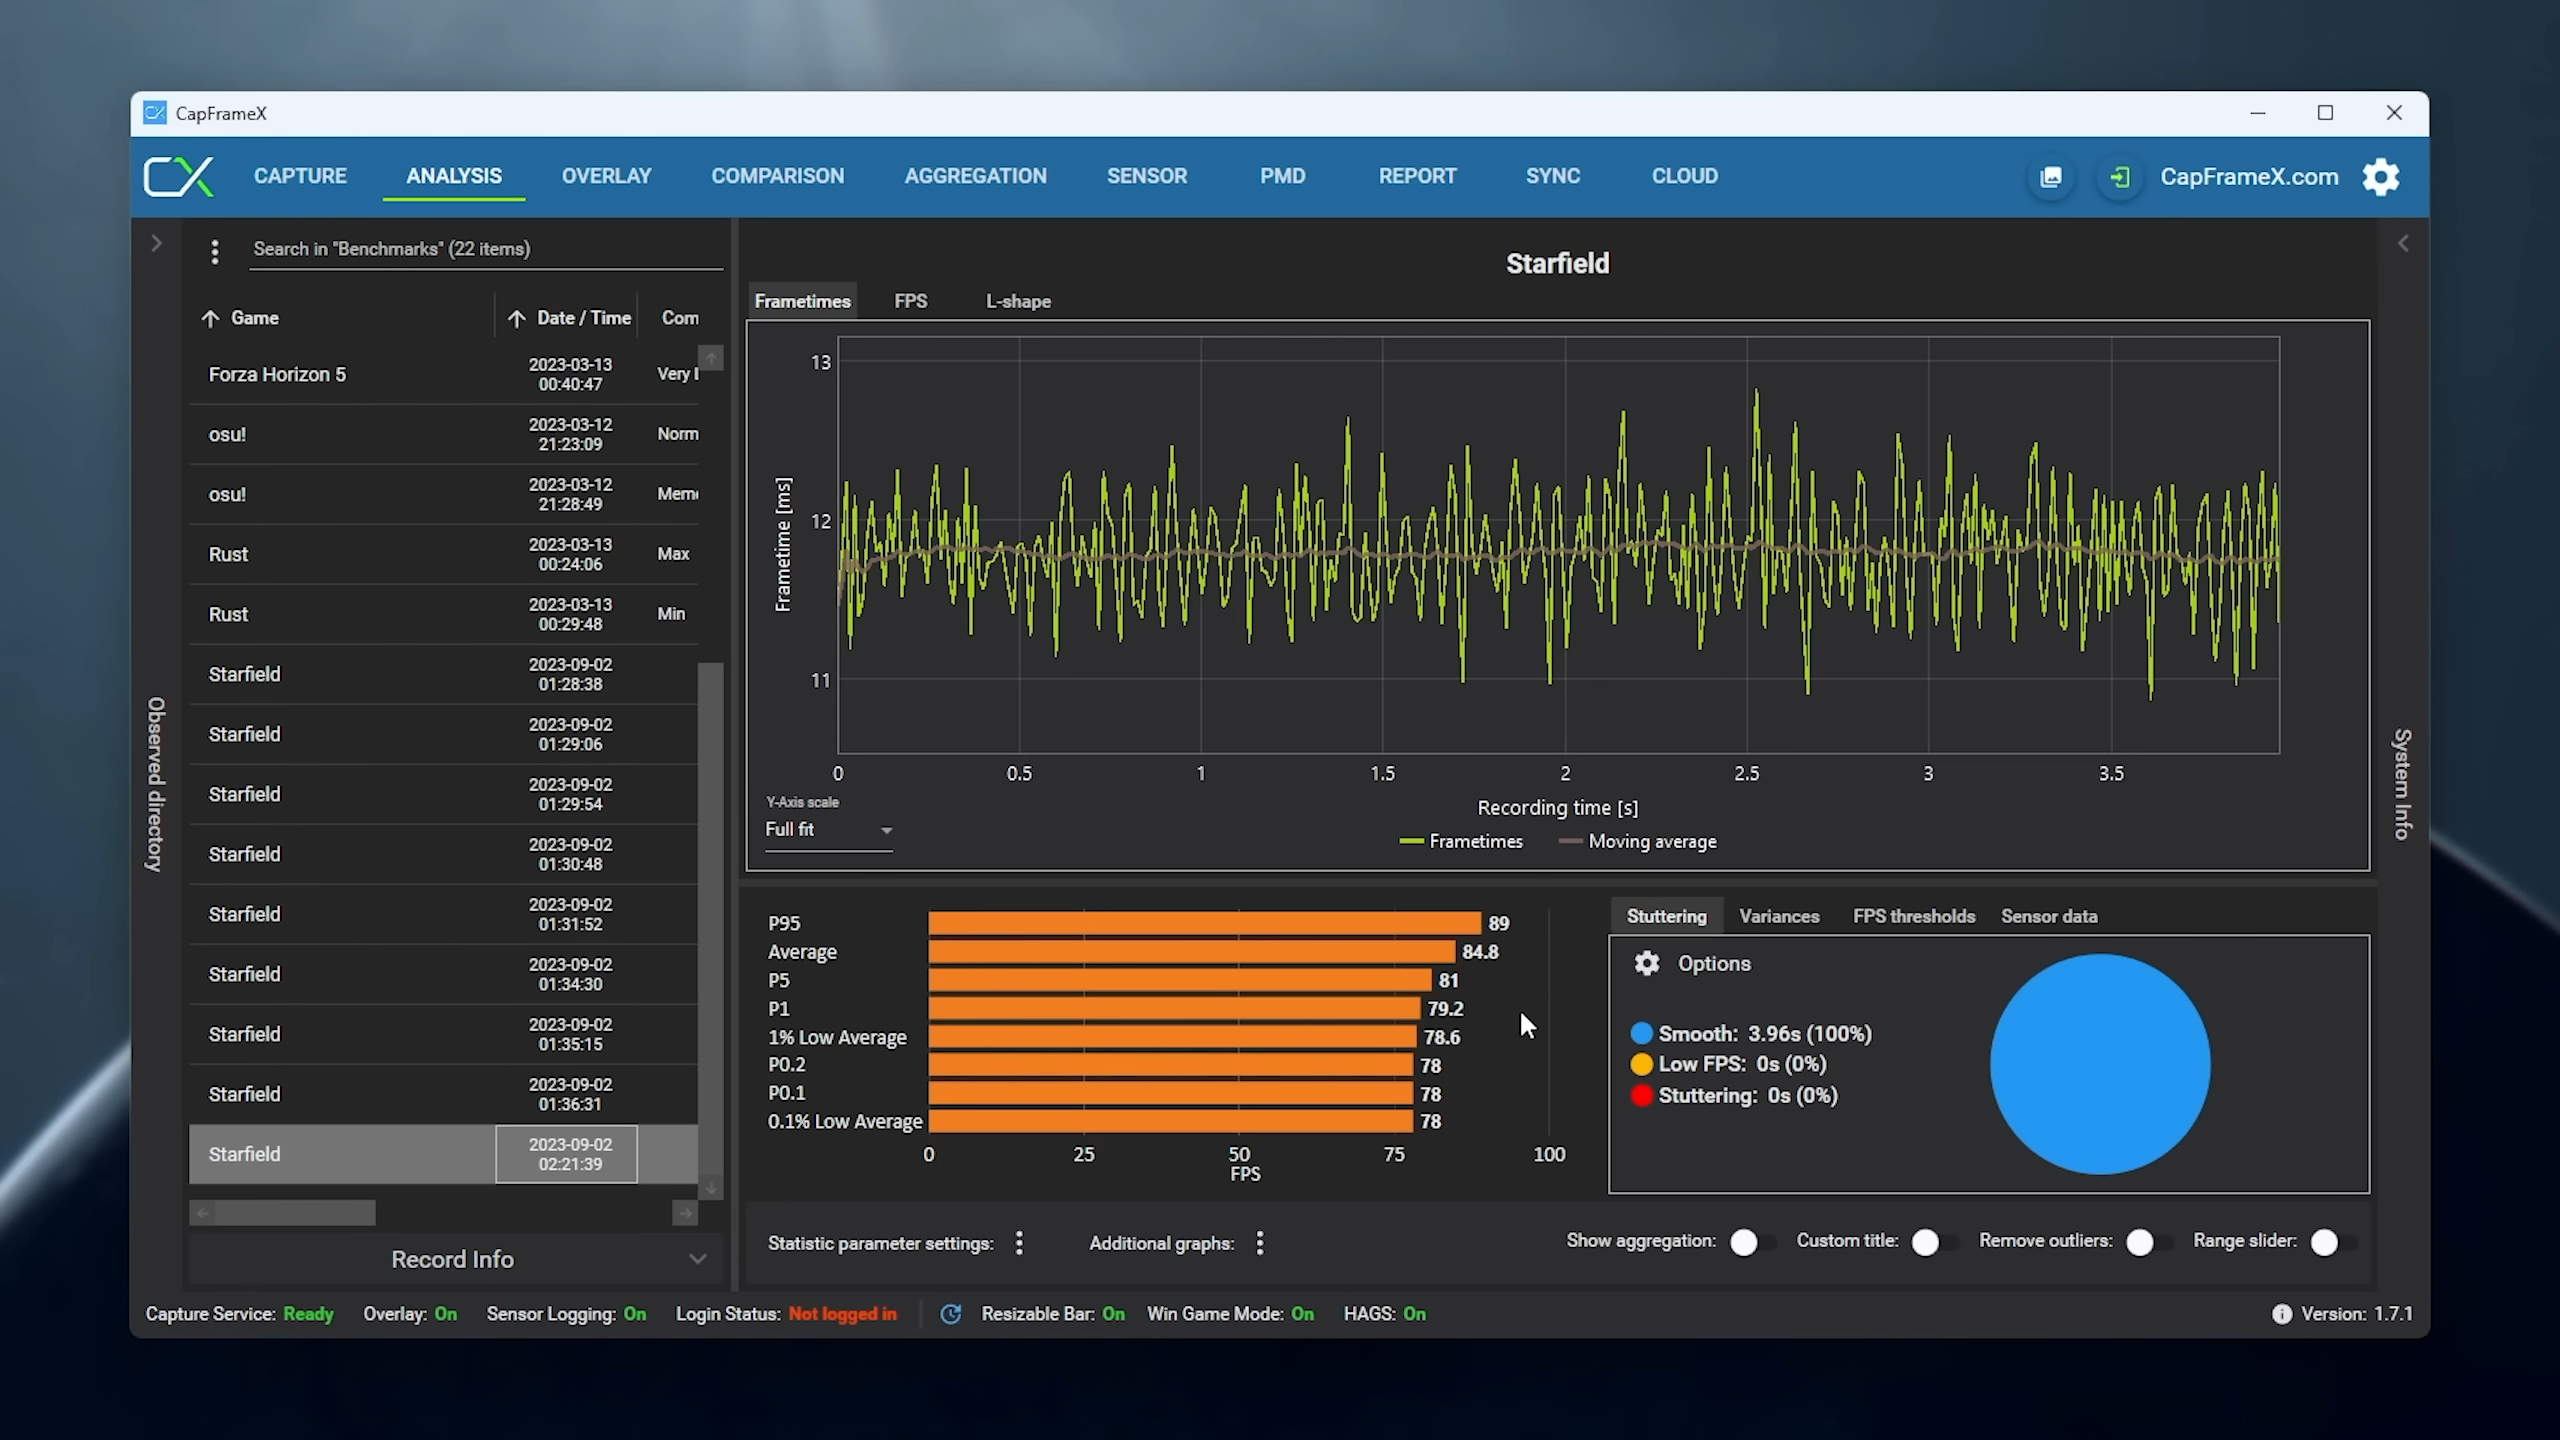 CapFrameX
CX CAPTURE ANALYSIS OVERLAY COMPARISON AGGREGATION SENSOR PMD REPORT SYNC CLOUD CapFrameX.com
Observed directory
Search in "Benchmarks" (22 items)
Game Date / Time Com
Forza Horizon 5 2023-03-13 00:40:47 Very
osu! 2023-03-12 21:23:09 Norm
osu! 2023-03-12 21:28:49 Mem
Rust 2023-03-13 00:24:06 Max
Rust 2023-03-13 00:29:48 Min
Starfield 2023-09-02 01:28:38
Starfield 2023-09-02 01:29:06
Starfield 2023-09-02 01:29:54
Starfield 2023-09-02 01:30:48
Starfield 2023-09-02 01:31:52
Starfield 2023-09-02 01:34:30
Starfield 2023-09-02 01:35:15
Starfield 2023-09-02 01:36:31
Starfield 2023-09-02 02:21:39
Record Info
Starfield
Frametimes FPS L-shape
Frametime [ms]
13
12
11
0 0.5 1 1.5 2 2.5 3 3.5
Recording time [s]
Frametimes Moving average
Y-Axis scale
Full fit
System Info
P95 89
Average 84.8
P5 81
P1 79.2
1% Low Average 78.6
P0.2 78
P0.1 78
0.1% Low Average 78
0 25 50 75 100
FPS
Stuttering Variances FPS thresholds Sensor data
Options
Smooth: 3.96s (100%)
Low FPS: 0s (0%)
Stuttering: 0s (0%)
Statistic parameter settings: Additional graphs: Show aggregation: Custom title: Remove outliers: Range slider:
Capture Service: Ready Overlay: On Sensor Logging: On Login Status: Not logged in Resizable Bar: On Win Game Mode: On HAGS: On Version: 1.7.1